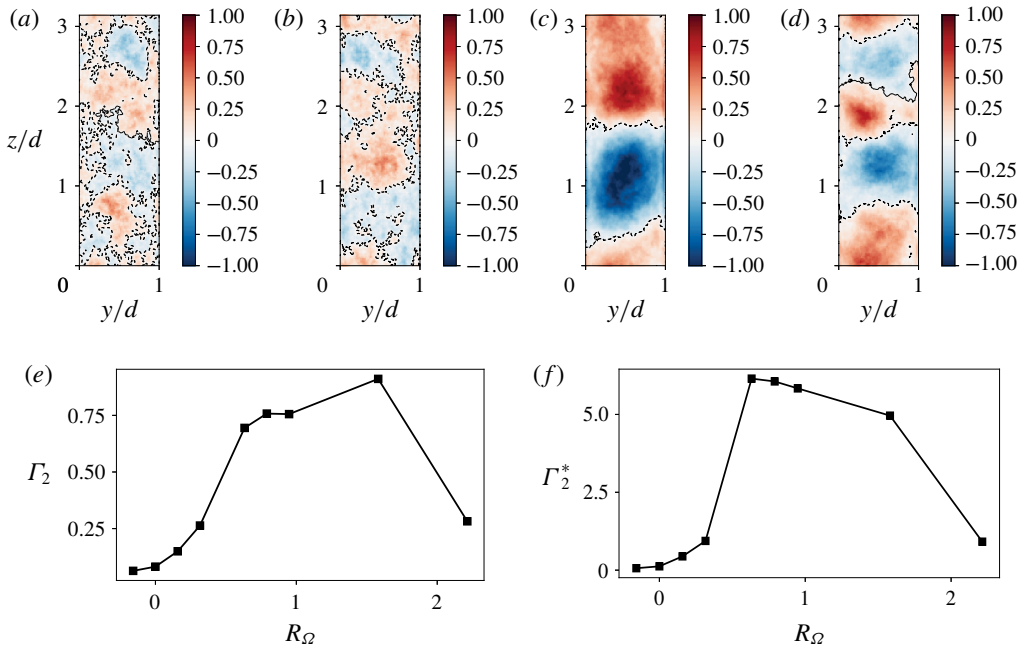 (a) (b) (c) (d)
3 1.00 3 1.00 3 1.00 3 1.00
0.75 0.75 0.75 0.75
2 0.50 2 0.50 2 0.50 2 0.50
0.25 0.25 0.25 0.25
z/d 0 0 0 0
1 −0.25 1 −0.25 1 −0.25 1 −0.25
−0.50 −0.50 −0.50 −0.50
−0.75 −0.75 −0.75 −0.75
−1.00 −1.00 −1.00 −1.00
0 1 0 1 0 1 0 1
y/d y/d y/d y/d
(e) (f)
0.75 5.0
Γ2 0.50 Γ2* 2.5
0.25 0
0 1 2 0 1 2
RΩ RΩ